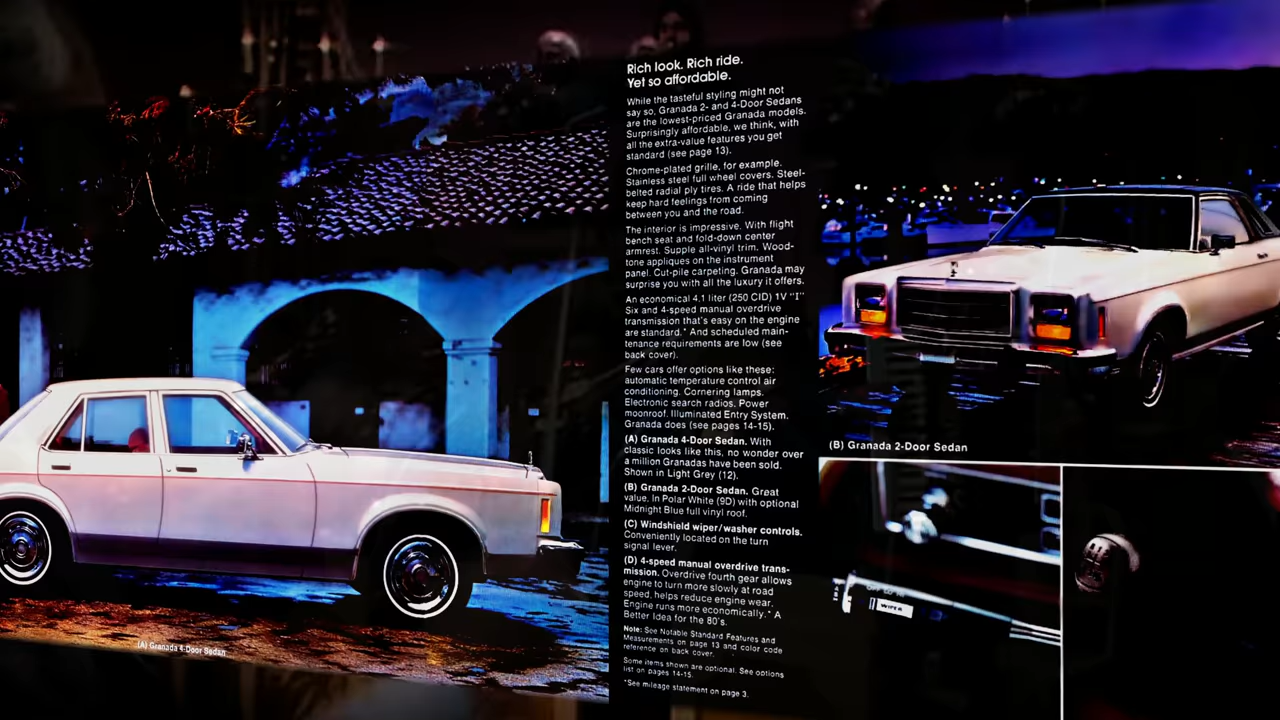 Rich look. Rich ride.
Yet so affordable.
While the tasteful styling might not
say so, Granada 2- and 4-Door Sedans
are the lowest-priced Granada models.
Surprisingly affordable, we think, with
all the extra-value features you get
standard (see page 13).
Chrome-plated grille, for example.
Stainless steel full wheel covers. Steel-
belted radial ply tires. A ride that helps
keep hard feelings from coming
between you and the road.
The interior is impressive. With flight
bench seat and fold-down center
armrest. Supple all-vinyl trim. Wood-
tone appliques on the instrument
panel. Cut-pile carpeting. Granada may
surprise you with all the luxury it offers.
An economical 4.1 liter (250 CID) 1V "I"
Six and 4-speed manual overdrive
transmission that's easy on the engine
are standard.* And scheduled main-
tenance requirements are low (see
back cover).
Few cars offer options like these:
automatic temperature control air
conditioning. Cornering lamps.
Electronic search radios. Power
moonroof. Illuminated Entry System.
Granada does (see pages 14-15).
(A) Granada 4-Door Sedan. With
classic looks like this, no wonder over
a million Granadas have been sold.
Shown in Light Grey (12).
(B) Granada 2-Door Sedan. Great
value. In Polar White (9D) with optional
Midnight Blue full vinyl roof.
(C) Windshield wiper/washer controls.
Conveniently located on the turn
signal lever.
(D) 4-speed manual overdrive trans-
mission. Overdrive fourth gear allows
engine to turn more slowly at road
speed, helps reduce engine wear.
Engine runs more economically.* A
Better Idea for the 80's.
Note: See Notable Standard Features and
Measurements on page 13 and color code
reference on back cover.
Some items shown are optional. See options
list on pages 14-15.
*See mileage statement on page 3.
(A) Granada 4-Door Sedan
(B) Granada 2-Door Sedan
WIPER